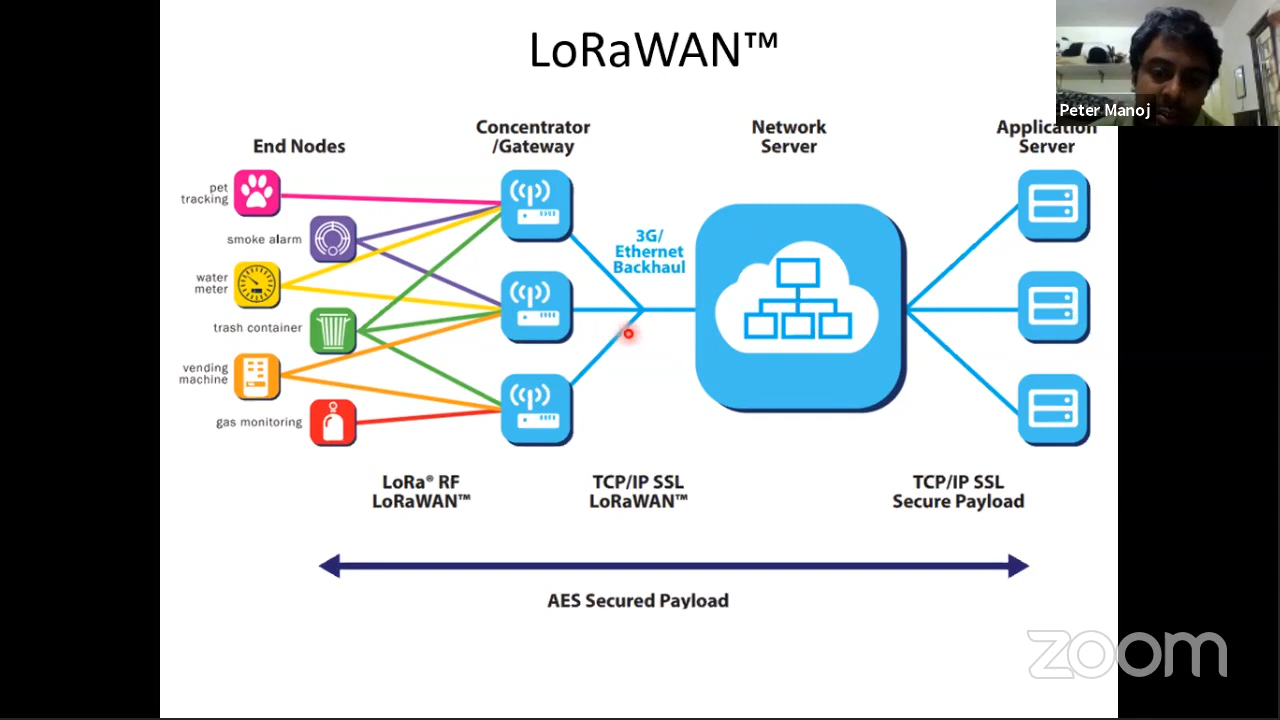 LoRaWAN™
Peter Manoj
End Nodes
Concentrator
/Gateway
Network
Server
Application
Server
pet
tracking
smoke alarm
water
meter
trash container
vending
machine
gas monitoring
3G/
Ethernet
Backhaul
LoRa® RF
LoRaWAN™
TCP/IP SSL
LoRaWAN™
TCP/IP SSL
Secure Payload
AES Secured Payload
zoom